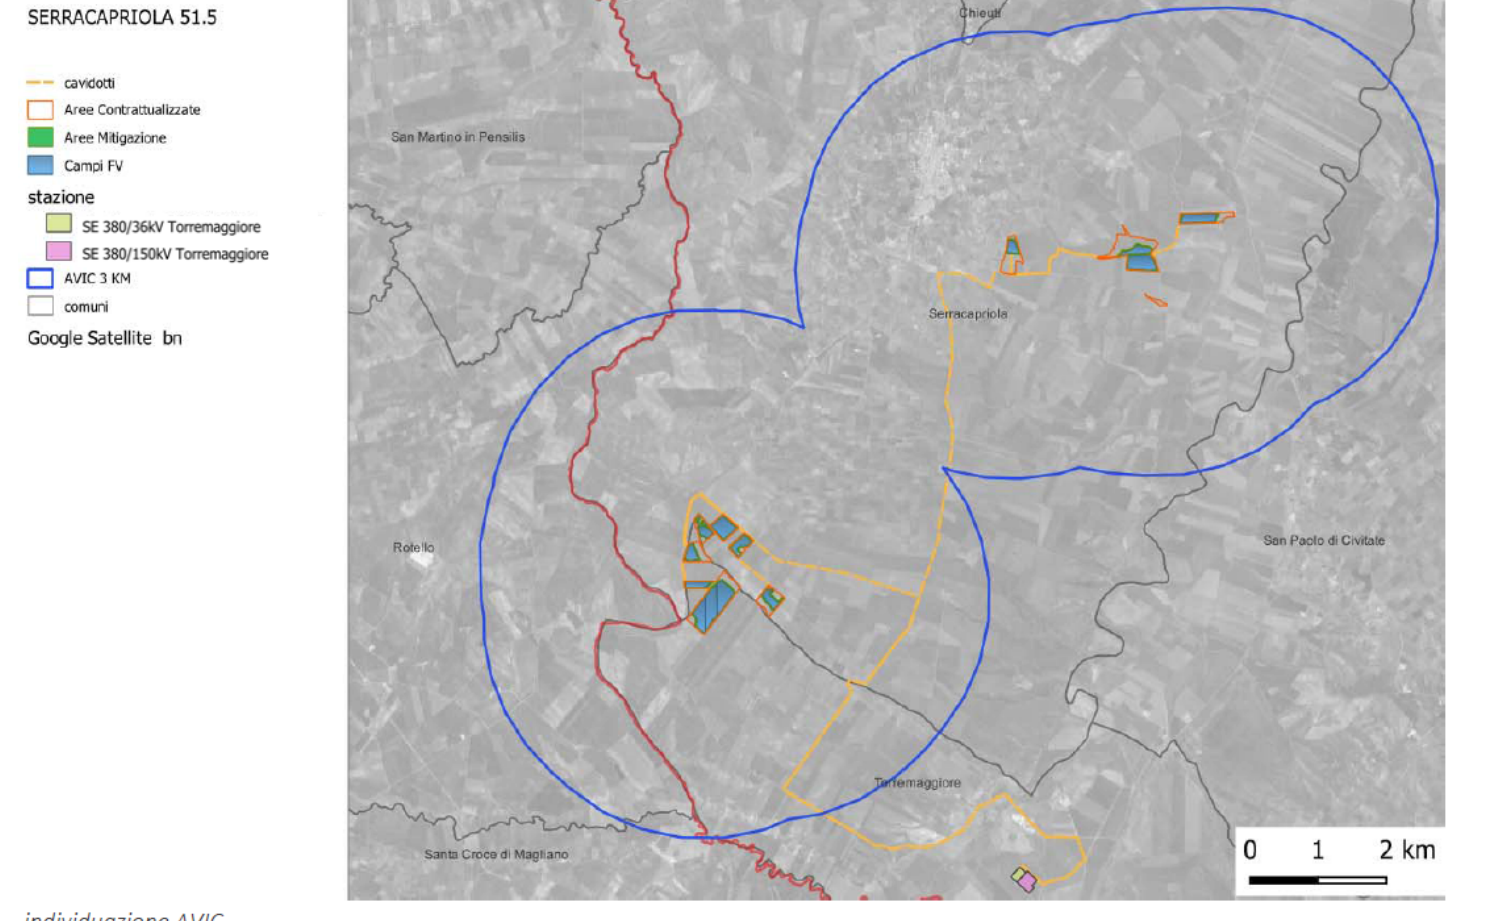 SERRACAPRIOLA 51.5
cavidotti
Aree Contrattualizzate
Aree Mitigazione
Campi FV
stazione
SE 380/36kV Torremaggiore
SE 380/150kV Torremaggiore
AVIC 3 KM
comuni
Google Satellite bn
Chieuti
San Martino in Pensilis
Serracapriola
Rotello
San Paolo di Civitate
Torremaggiore
Santa Croce di Magliano
0 1 2 km
individuazione AVIC